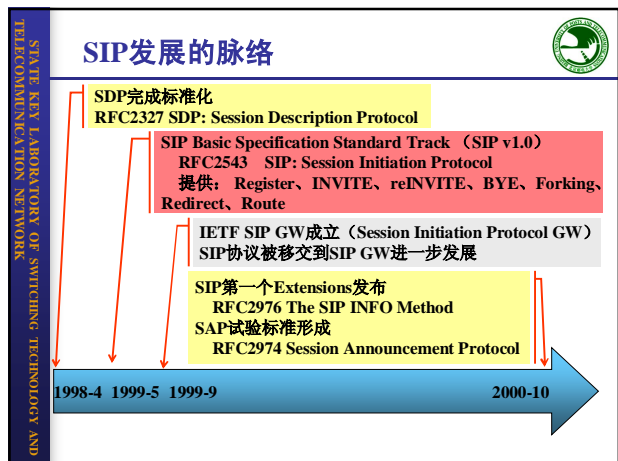 STATE KEY LABORATORY OF SWITCHING TECHNOLOGY AND
TELECOMMUNICATION NETWORK
SIP发展的脉络
SDP完成标准化
RFC2327 SDP: Session Description Protocol
SIP Basic Specification Standard Track （SIP v1.0）
RFC2543 SIP: Session Initiation Protocol
提供： Register、INVITE、reINVITE、BYE、Forking、
Redirect、Route
IETF SIP GW成立（Session Initiation Protocol GW）
SIP协议被移交到SIP GW进一步发展
SIP第一个Extensions发布
RFC2976 The SIP INFO Method
SAP试验标准形成
RFC2974 Session Announcement Protocol
1998-4 1999-5 1999-9 2000-10